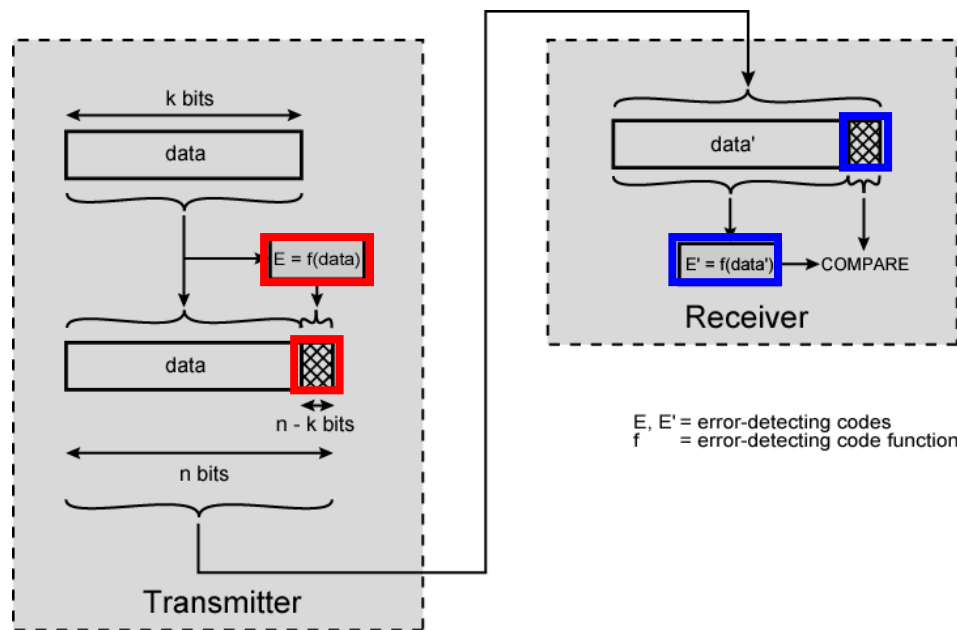 k bits
data
E = f(data)
data
n - k bits
n bits
Transmitter
data'
E' = f(data')
COMPARE
Receiver
E, E' = error-detecting codes
f = error-detecting code function